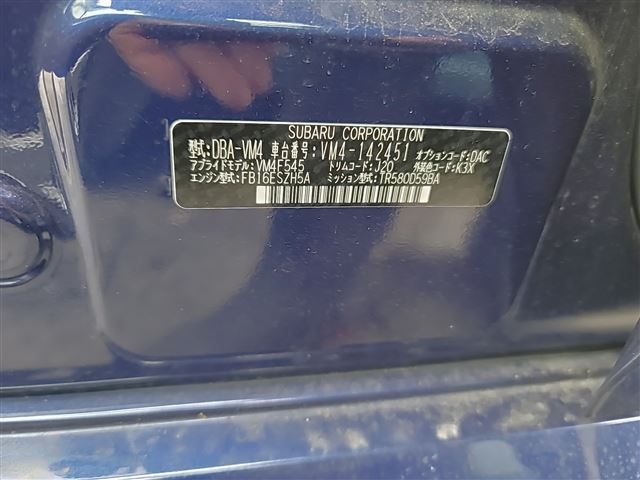 SUBARU CORPORATION
型式:DBA-VM4 車台番号:VM4-142451 オプションコード:DAC
アプライドモデル:VM4F545 トリムコード:J20 外装色コード:K3X
エンジン型式:FB16ESZH5A ミッション型式:TR580DS9BA